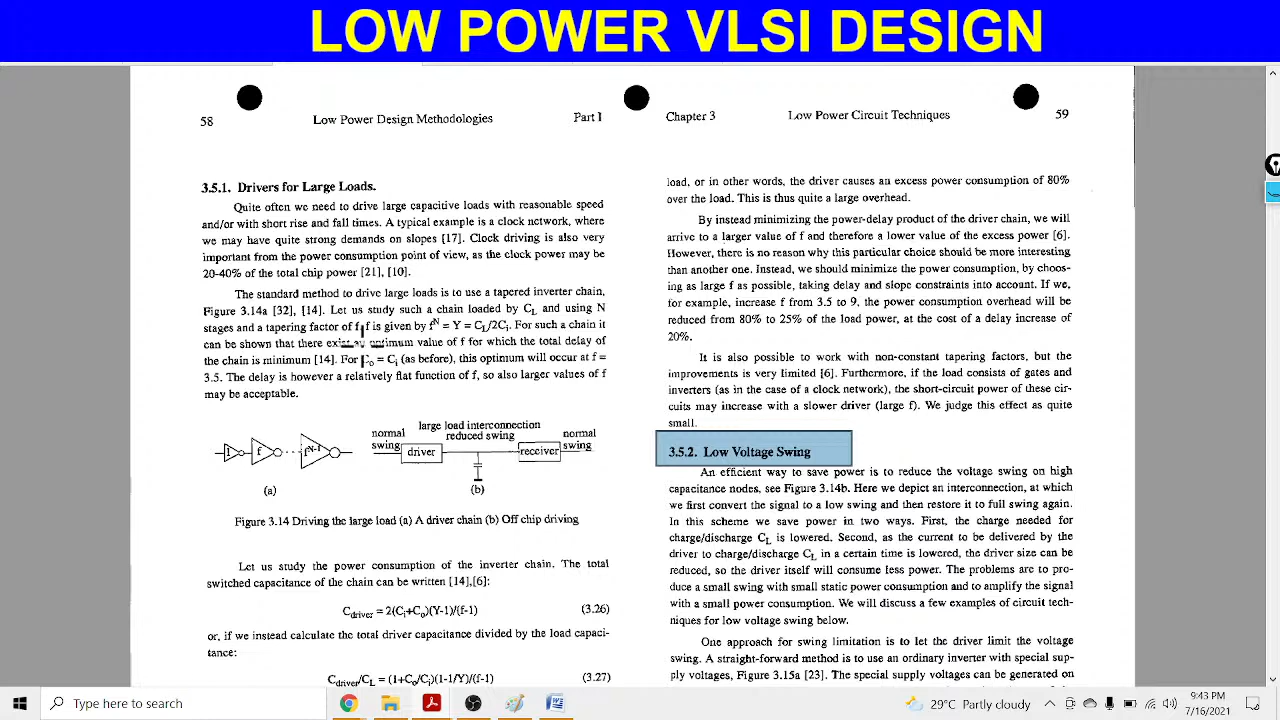 LOW POWER VLSI DESIGN
58 Low Power Design Methodologies Part I
3.5.1. Drivers for Large Loads.
Quite often we need to drive large capacitive loads with reasonable speed
and/or with short rise and fall times. A typical example is a clock network, where
we may have quite strong demands on slopes [17]. Clock driving is also very
important from the power consumption point of view, as the clock power may be
20-40% of the total chip power [21], [10].
The standard method to drive large loads is to use a tapered inverter chain,
Figure 3.14a [32], [14]. Let us study such a chain loaded by CL and using N
stages and a tapering factor of f, f is given by f^N = Y = CL/2Ci. For such a chain it
can be shown that there exist an optimum value of f for which the total delay of
the chain is minimum [14]. For Co = Ci (as before), this optimum will occur at f =
3.5. The delay is however a relatively flat function of f, so also larger values of f
may be acceptable.
large load interconnection
normal reduced swing normal
swing swing
1 f f^N-1 driver receiver
(a) (b)
Figure 3.14 Driving the large load (a) A driver chain (b) Off chip driving
Let us study the power consumption of the inverter chain. The total
switched capacitance of the chain can be written [14],[6]:
Cdriver = 2(Ci+Co)(Y-1)/(f-1) (3.26)
or, if we instead calculate the total driver capacitance divided by the load capaci-
tance:
Cdriver/CL = (1+Co/Ci)(1-1/Y)/(f-1) (3.27)
Chapter 3 Low Power Circuit Techniques 59
load, or in other words, the driver causes an excess power consumption of 80%
over the load. This is thus quite a large overhead.
By instead minimizing the power-delay product of the driver chain, we will
arrive to a larger value of f and therefore a lower value of the excess power [6].
However, there is no reason why this particular choice should be more interesting
than another one. Instead, we should minimize the power consumption, by choos-
ing as large f as possible, taking delay and slope constraints into account. If we,
for example, increase f from 3.5 to 9, the power consumption overhead will be
reduced from 80% to 25% of the load power, at the cost of a delay increase of
20%.
It is also possible to work with non-constant tapering factors, but the
improvements is very limited [6]. Furthermore, if the load consists of gates and
inverters (as in the case of a clock network), the short-circuit power of these cir-
cuits may increase with a slower driver (large f). We judge this effect as quite
small.
3.5.2. Low Voltage Swing
An efficient way to save power is to reduce the voltage swing on high
capacitance nodes, see Figure 3.14b. Here we depict an interconnection, at which
we first convert the signal to a low swing and then restore it to full swing again.
In this scheme we save power in two ways. First, the charge needed for
charge/discharge CL is lowered. Second, as the current to be delivered by the
driver to charge/discharge CL in a certain time is lowered, the driver size can be
reduced, so the driver itself will consume less power. The problems are to pro-
duce a small swing with small static power consumption and to amplify the signal
with a small power consumption. We will discuss a few examples of circuit tech-
niques for low voltage swing below.
One approach for swing limitation is to let the driver limit the voltage
swing. A straight-forward method is to use an ordinary inverter with special sup-
ply voltages, Figure 3.15a [23]. The special supply voltages can be generated on
Type here to search
29°C Partly cloudy
9:43 PM
7/16/2021